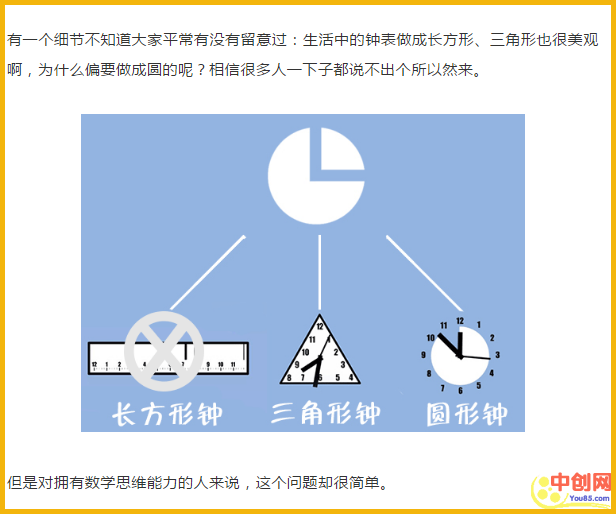 有一个细节不知道大家平常有没有留意过：生活中的钟表做成长方形、三角形也很美观
啊，为什么偏要做成圆的呢？相信很多人一下子都说不出个所以然来。
12 1 2 4 7 9 10 11
12
11
10 2
9 3
8 7 6 5 4
12
11 1
10 2
9 3
8 4
7 5
6
长方形钟 三角形钟 圆形钟
但是对拥有数学思维能力的人来说，这个问题却很简单。
中创网
You85.com